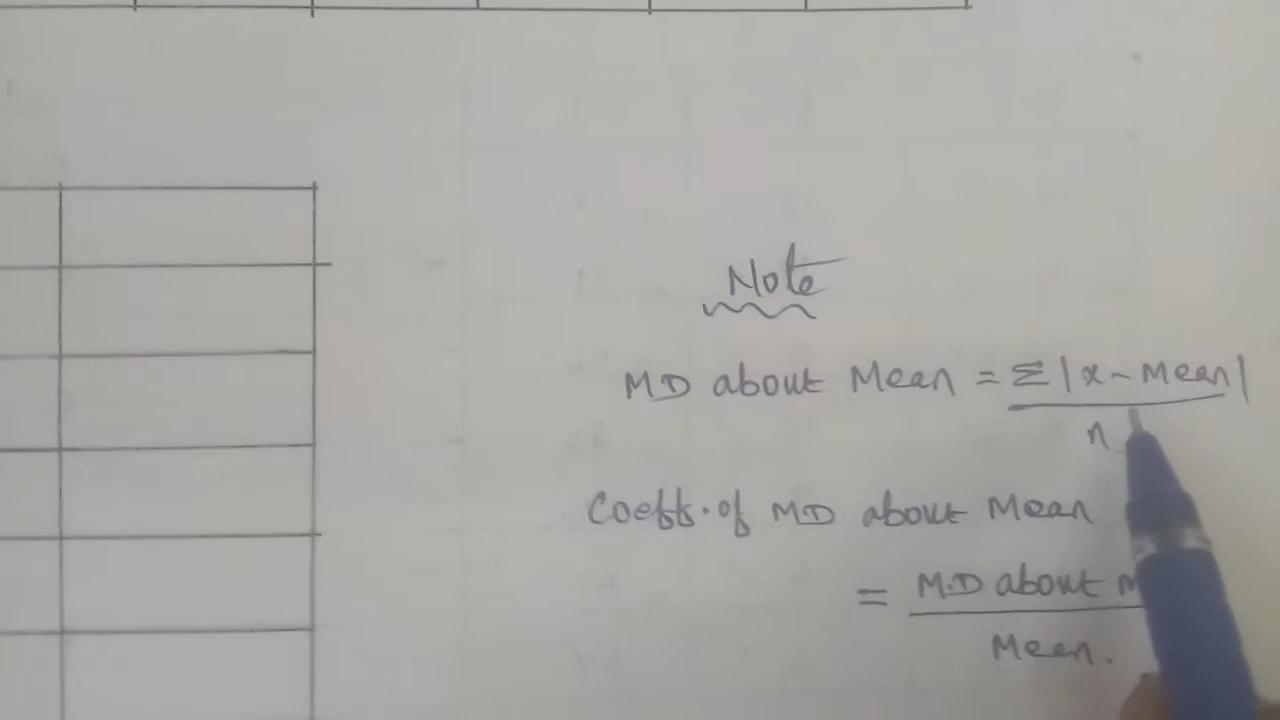 Note
MD about Mean = Σ|x - Mean|
n
Coeff. of MD about Mean
= M.D about
Mean.